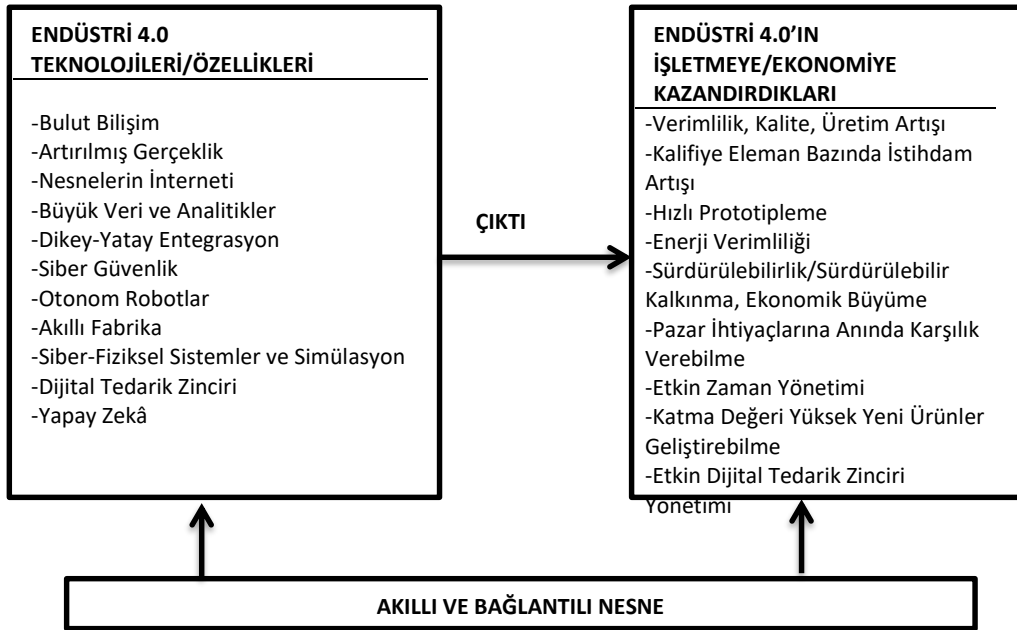 ENDÜSTRİ 4.0
TEKNOLOJİLERİ/ÖZELLİKLERİ
-Bulut Bilişim
-Artırılmış Gerçeklik
-Nesnelerin İnterneti
-Büyük Veri ve Analitikler
-Dikey-Yatay Entegrasyon
-Siber Güvenlik
-Otonom Robotlar
-Akıllı Fabrika
-Siber-Fiziksel Sistemler ve Simülasyon
-Dijital Tedarik Zinciri
-Yapay Zekâ
ÇIKTI
ENDÜSTRİ 4.0’IN
İŞLETMEYE/EKONOMİYE
KAZANDIRDIKLARI
-Verimlilik, Kalite, Üretim Artışı
-Kalifiye Eleman Bazında İstihdam
Artışı
-Hızlı Prototipleme
-Enerji Verimliliği
-Sürdürülebilirlik/Sürdürülebilir
Kalkınma, Ekonomik Büyüme
-Pazar İhtiyaçlarına Anında Karşılık
Verebilme
-Etkin Zaman Yönetimi
-Katma Değeri Yüksek Yeni Ürünler
Geliştirebilme
-Etkin Dijital Tedarik Zinciri
Yönetimi
AKILLI VE BAĞLANTILI NESNE